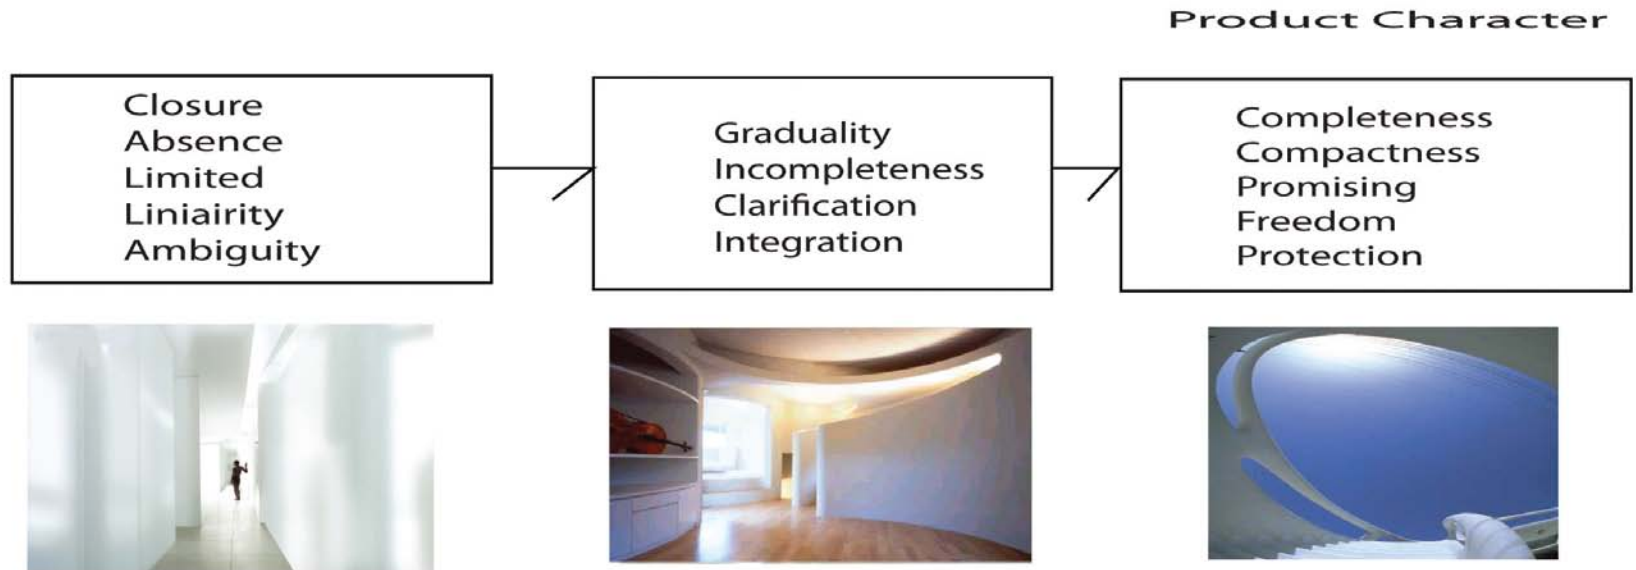 Product Character
Closure
Absence
Limited
Liniairity
Ambiguity
Graduality
Incompleteness
Clarification
Integration
Completeness
Compactness
Promising
Freedom
Protection